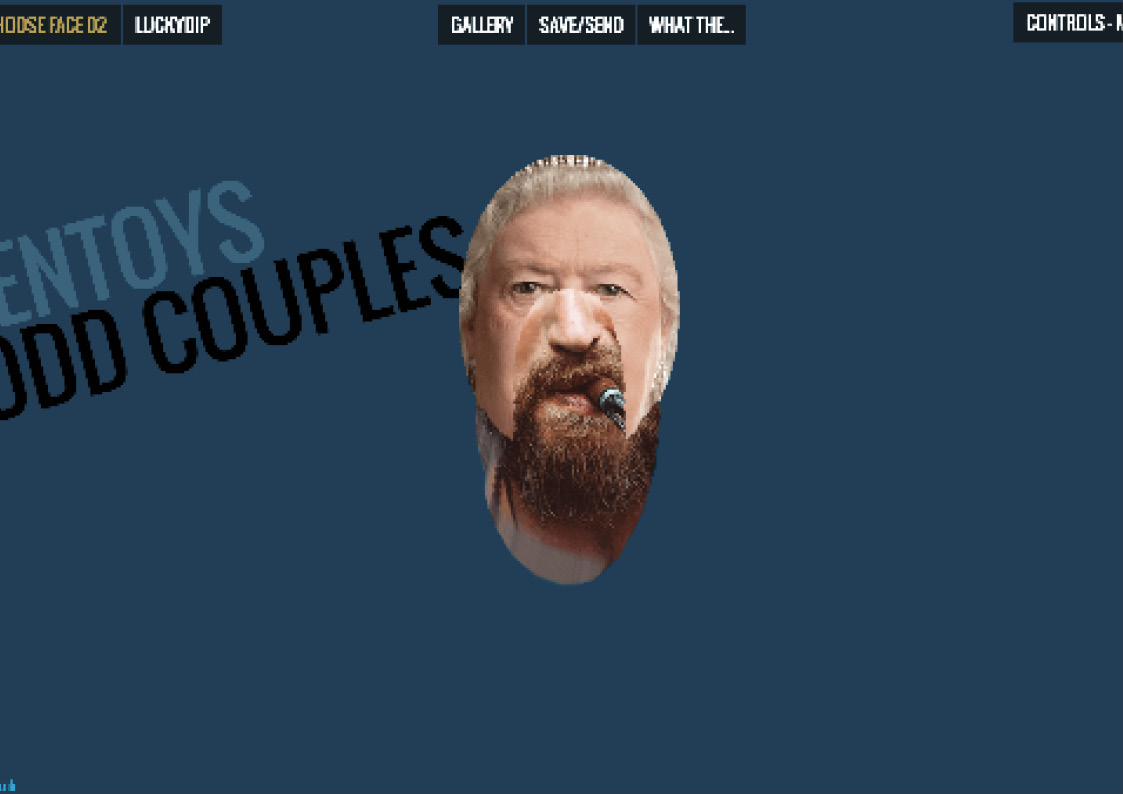 HOOSE FACE 02
LUCKYDIP
GALLERY
SAVE/SEND
WHAT THE...
CONTROLS -
ENTOYS
ODD COUPLES